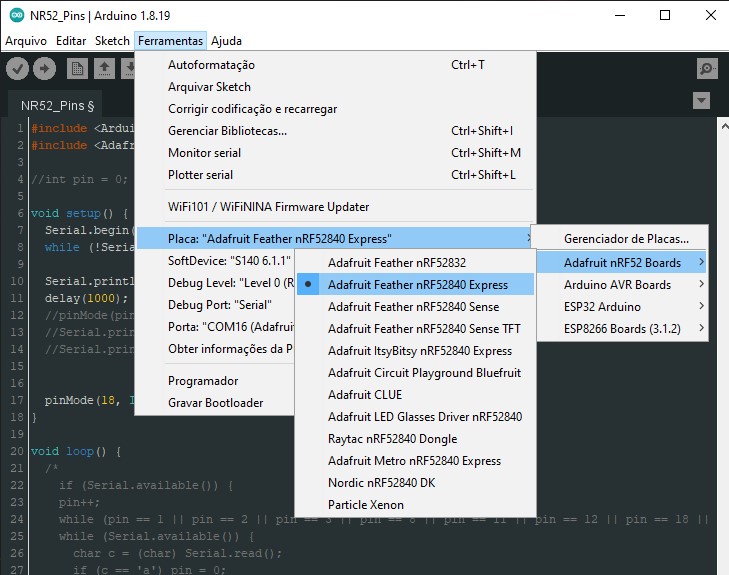 NR52_Pins | Arduino 1.8.19
Arquivo Editar Sketch Ferramentas Ajuda
Autoformatação Ctrl+T
Arquivar Sketch
Corrigir codificação e recarregar
Gerenciar Bibliotecas... Ctrl+Shift+I
Monitor serial Ctrl+Shift+M
Plotter serial Ctrl+Shift+L
WiFi101 / WiFiNINA Firmware Updater
Placa: "Adafruit Feather nRF52840 Express"
SoftDevice: "S140 6.1.1"
Debug Level: "Level 0 (R
Debug Port: "Serial"
Porta: "COM16 (Adafruit
Obter informações da P
Programador
Gravar Bootloader
Gerenciador de Placas...
Adafruit nRF52 Boards
Arduino AVR Boards
ESP32 Arduino
ESP8266 Boards (3.1.2)
Adafruit Feather nRF52832
Adafruit Feather nRF52840 Express
Adafruit Feather nRF52840 Sense
Adafruit Feather nRF52840 Sense TFT
Adafruit ItsyBitsy nRF52840 Express
Adafruit Circuit Playground Bluefruit
Adafruit CLUE
Adafruit LED Glasses Driver nRF52840
Raytac nRF52840 Dongle
Adafruit Metro nRF52840 Express
Nordic nRF52840 DK
Particle Xenon
NR52_Pins §
1 #include <Ardui
2 #include <Adafr
3
4 //int pin = 0;
5
6 void setup() {
7 Serial.begin(
8 while (!Seria
9
10 Serial.printl
11 delay(1000);
12 //pinMode(pin
13 //Serial.prin
14 //Serial.prin
15
16
17 pinMode(18, I
18 }
19
20 void loop() {
21 /*
22 if (Serial.available()) {
23 pin++;
24 while (pin == 1 || pin == 2 || pin == 3 || pin == 8 || pin == 11 || pin == 12 || pin == 18 ||
25 while (Serial.available()) {
26 char c = (char) Serial.read();
27 if (c == 'a') pin = 0;